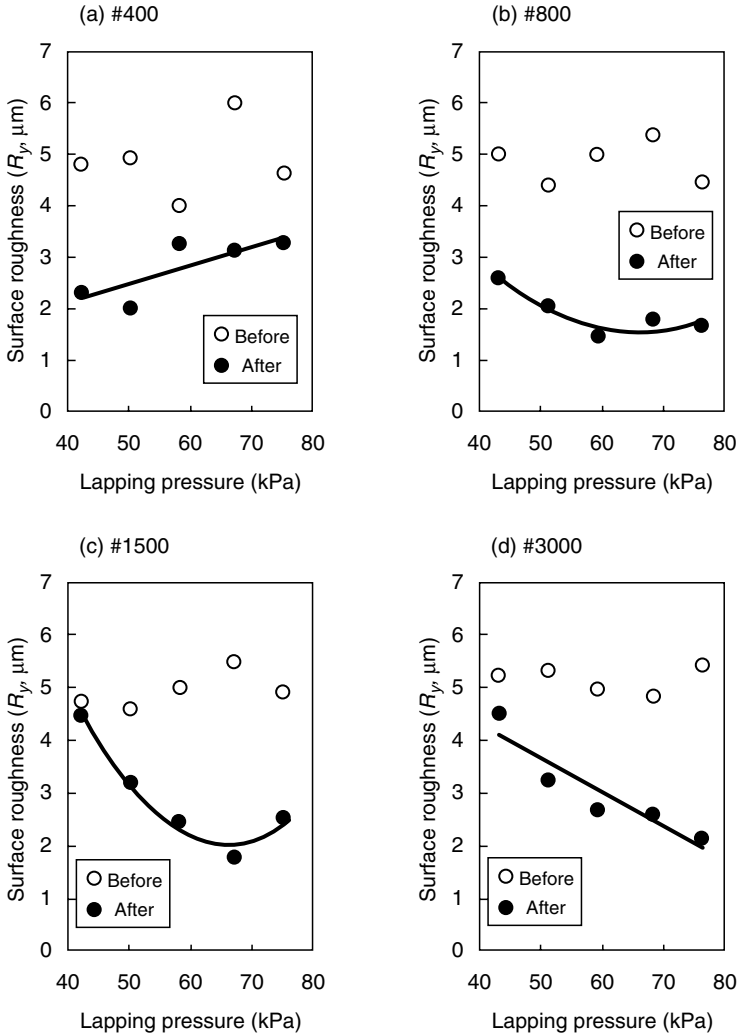 (a) #400
7
6
5
4
3
2
1
0
Surface roughness (Ry, μm)
Before
After
40 50 60 70 80
Lapping pressure (kPa)
(b) #800
7
6
5
4
3
2
1
0
Surface roughness (Ry, μm)
Before
After
40 50 60 70 80
Lapping pressure (kPa)
(c) #1500
7
6
5
4
3
2
1
0
Surface roughness (Ry, μm)
Before
After
40 50 60 70 80
Lapping pressure (kPa)
(d) #3000
7
6
5
4
3
2
1
0
Surface roughness (Ry, μm)
Before
After
40 50 60 70 80
Lapping pressure (kPa)